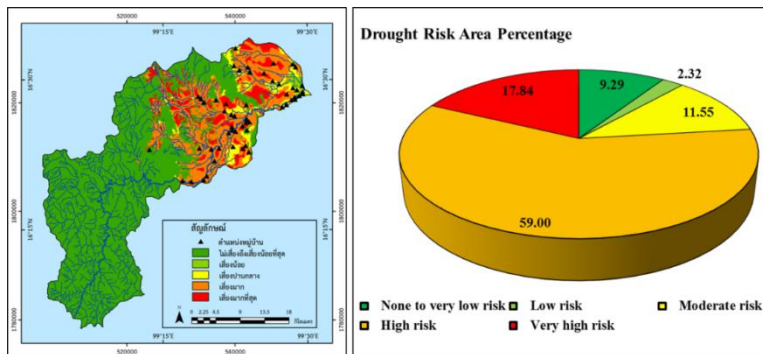 520000 540000
99°15'E 99°30'E
16°30'N
1820000
1820000
16°30'N
1800000
16°15'N
1800000
16°15'N
1780000
1780000
สัญลักษณ์
ตำแหน่งหมู่บ้าน
ไม่เสี่ยงถึงเสี่ยงน้อยที่สุด
เสี่ยงน้อย
เสี่ยงปานกลาง
เสี่ยงมาก
เสี่ยงมากที่สุด
N
0 2.25 4.5 9 13.5 18
กิโลเมตร
99°15'E 99°30'E
520000 540000
Drought Risk Area Percentage
9.29
2.32
11.55
17.84
59.00
None to very low risk Low risk Moderate risk
High risk Very high risk